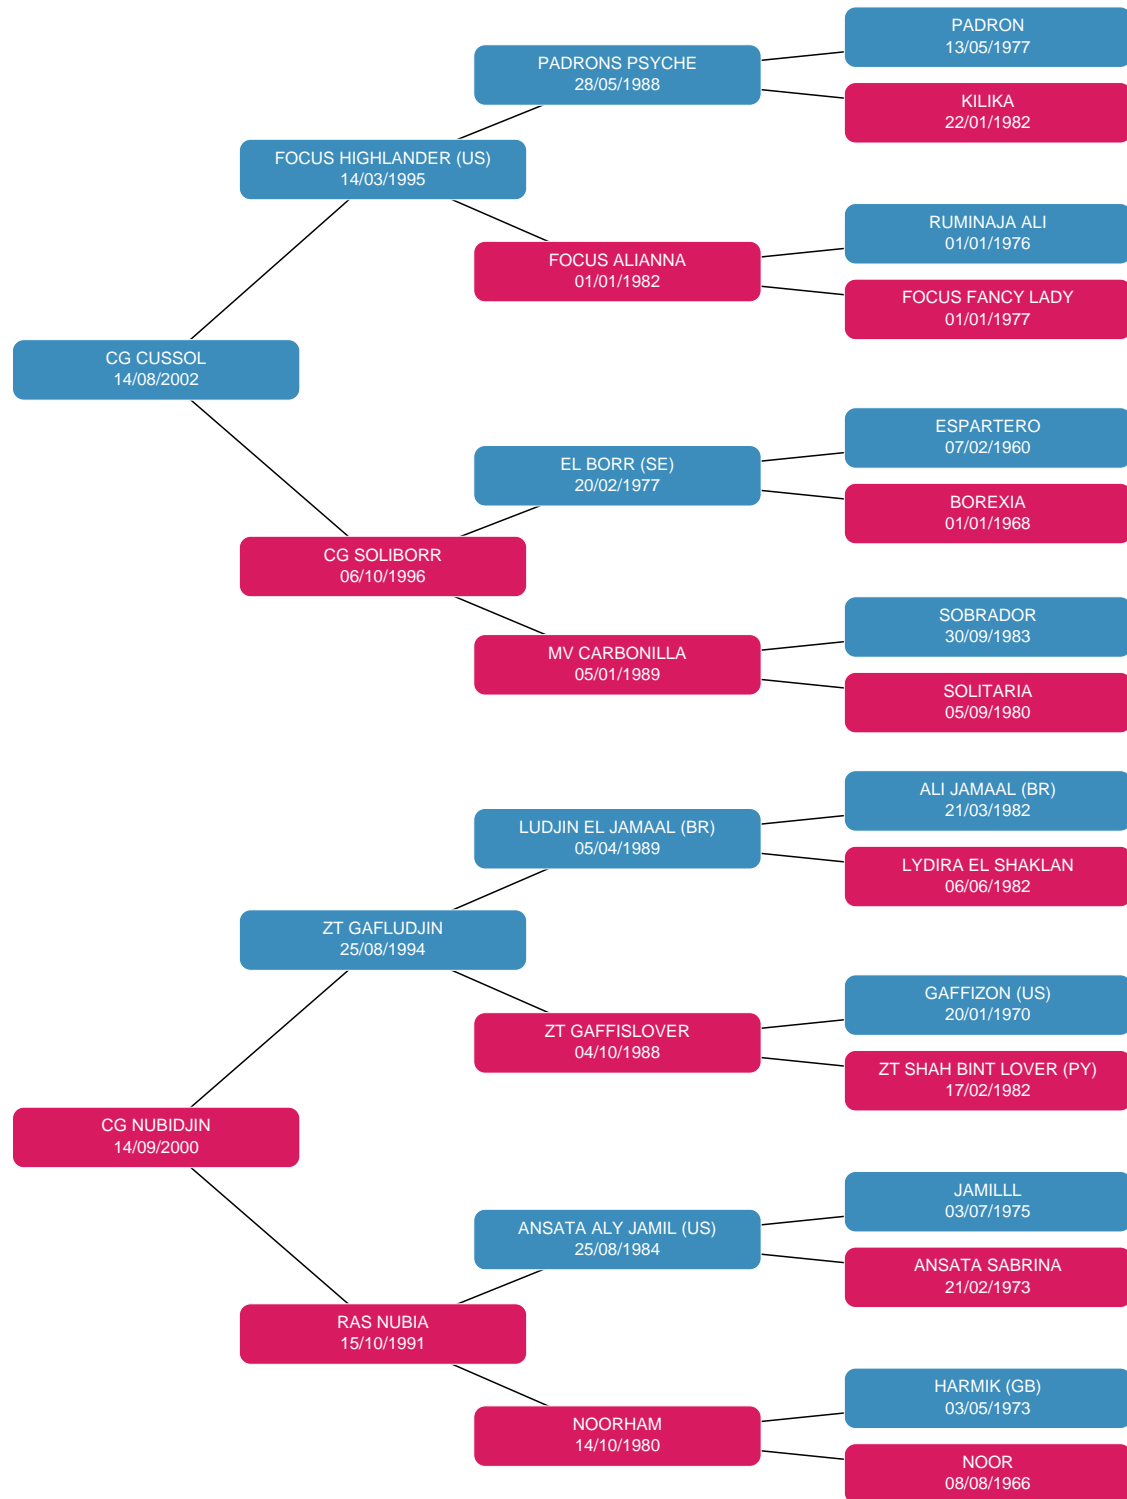 PADRON
13/05/1977
PADRONS PSYCHE
28/05/1988
KILIKA
22/01/1982
FOCUS HIGHLANDER (US)
14/03/1995
RUMINAJA ALI
01/01/1976
FOCUS ALIANNA
01/01/1982
FOCUS FANCY LADY
01/01/1977
CG CUSSOL
14/08/2002
ESPARTERO
07/02/1960
EL BORR (SE)
20/02/1977
BOREXIA
01/01/1968
CG SOLIBORR
06/10/1996
SOBRADOR
30/09/1983
MV CARBONILLA
05/01/1989
SOLITARIA
05/09/1980
ALI JAMAAL (BR)
21/03/1982
LUDJIN EL JAMAAL (BR)
05/04/1989
LYDIRA EL SHAKLAN
06/06/1982
ZT GAFLUDJIN
25/08/1994
GAFFIZON (US)
20/01/1970
ZT GAFFISLOVER
04/10/1988
ZT SHAH BINT LOVER (PY)
17/02/1982
CG NUBIDJIN
14/09/2000
JAMILLL
03/07/1975
ANSATA ALY JAMIL (US)
25/08/1984
ANSATA SABRINA
21/02/1973
RAS NUBIA
15/10/1991
HARMIK (GB)
03/05/1973
NOORHAM
14/10/1980
NOOR
08/08/1966